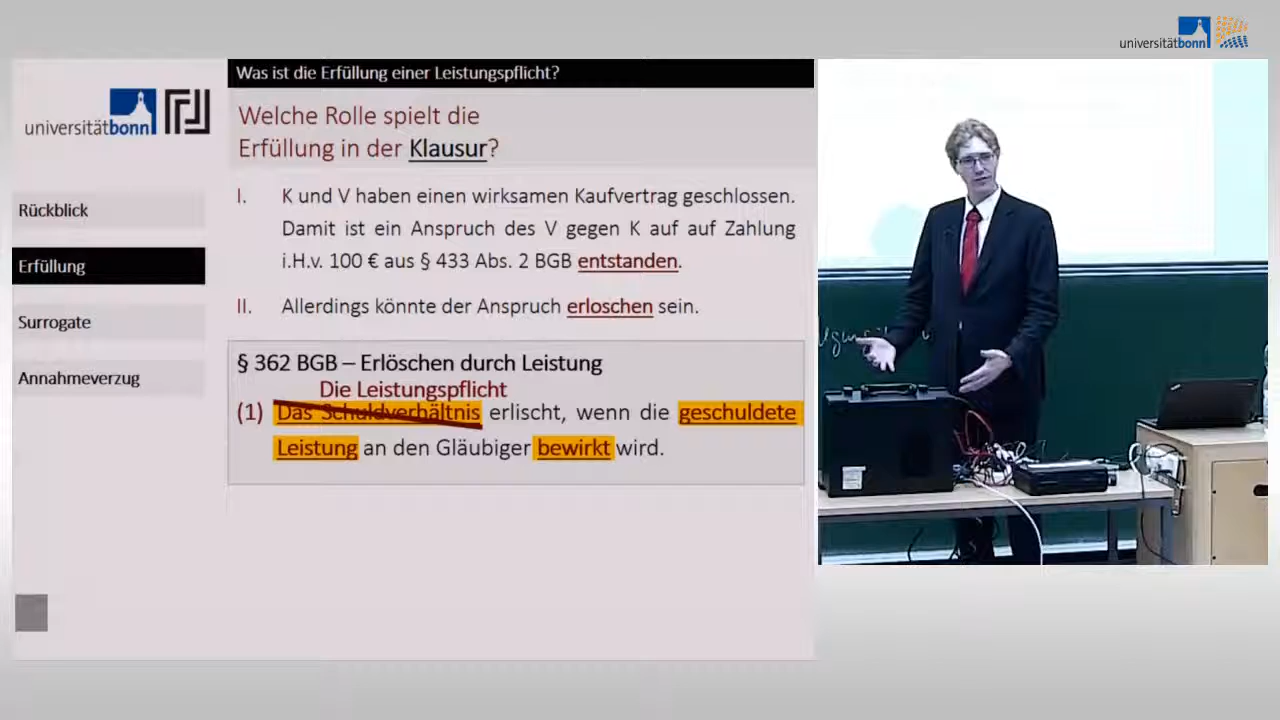 universitätbonn
Was ist die Erfüllung einer Leistungspflicht?
universitätbonn
Welche Rolle spielt die
Erfüllung in der Klausur?
Rückblick
Erfüllung
Surrogate
Annahmeverzug
I. K und V haben einen wirksamen Kaufvertrag geschlossen.
Damit ist ein Anspruch des V gegen K auf auf Zahlung
i.H.v. 100 € aus § 433 Abs. 2 BGB entstanden.
II. Allerdings könnte der Anspruch erloschen sein.
§ 362 BGB – Erlöschen durch Leistung
Die Leistungspflicht
(1) Das Schuldverhältnis erlischt, wenn die geschuldete
Leistung an den Gläubiger bewirkt wird.